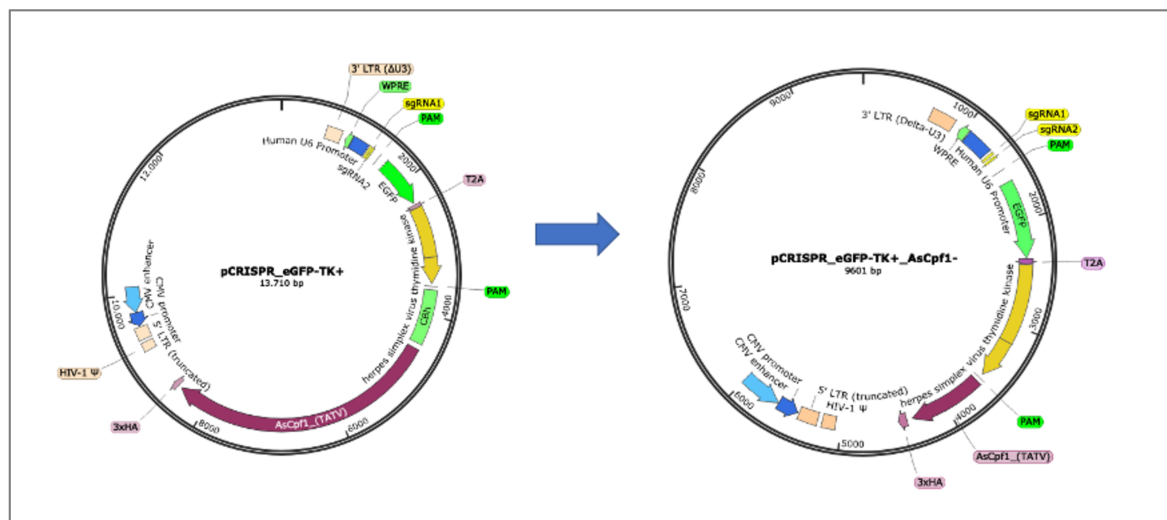 3' LTR (ΔU3)
WPRE
sgRNA1
PAM
Human U6 Promoter
sgRNA2
2000
EGFP
T2A
herpes simplex virus thymidine kinase
PAM
4000
CBh
6000
AsCpf1_(TATV)
8000
3xHA
HIV-1 Ψ
5' LTR (truncated)
CMV promoter
CMV enhancer
10.000
12.000
pCRISPR_eGFP-TK+
13.710 bp
9000
1000
3' LTR (Delta-U3)
sgRNA1
sgRNA2
PAM
WPRE
Human U6 Promoter
2000
EGFP
T2A
herpes simplex virus thymidine kinase
3000
PAM
4000
AsCpf1_(TATV)
3xHA
5000
5' LTR (truncated)
HIV-1 Ψ
CMV promoter
CMV enhancer
6000
7000
8000
pCRISPR_eGFP-TK+_AsCpf1-
9601 bp